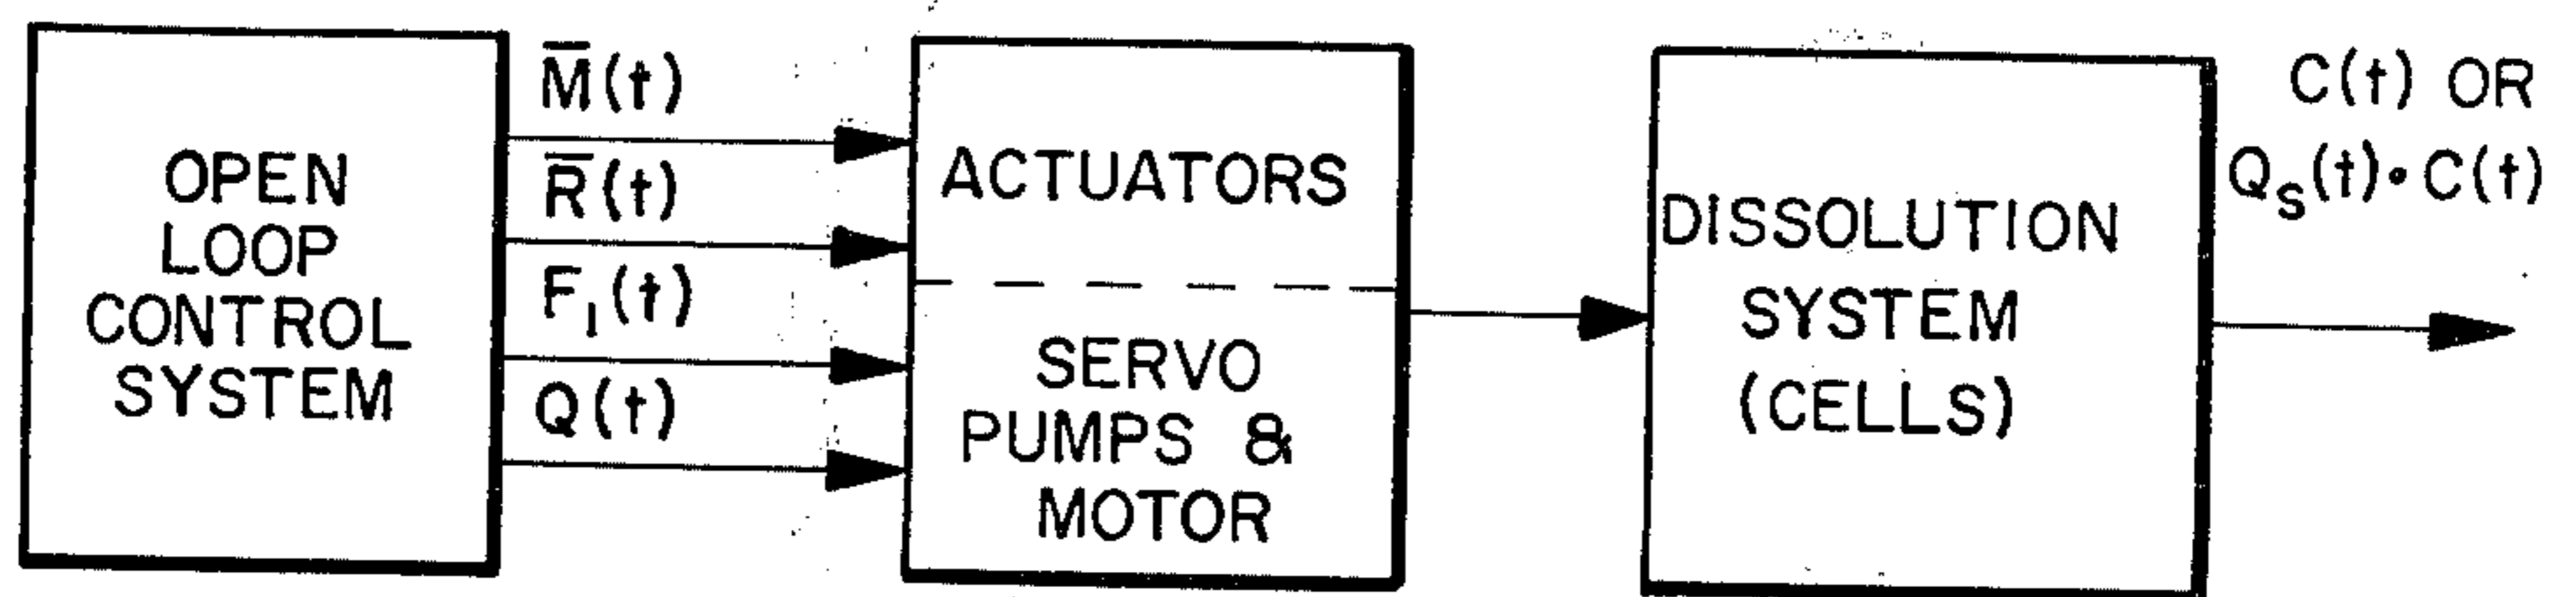 OPEN
LOOP
CONTROL
SYSTEM
M̅(t)
R̅(t)
F₁(t)
Q(t)
ACTUATORS
SERVO
PUMPS &
MOTOR
DISSOLUTION
SYSTEM
(CELLS)
C(t) OR
Qₛ(t)•C(t)